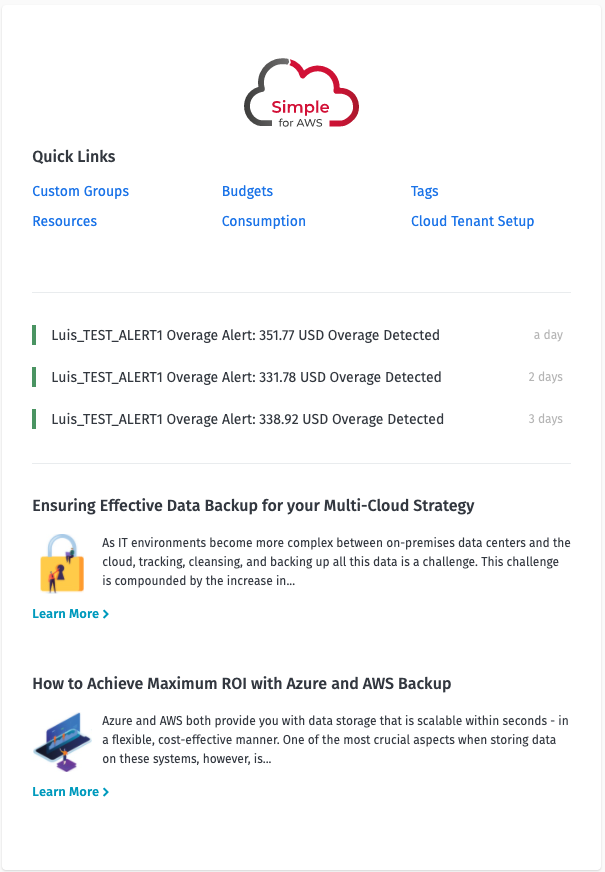 Simple
for AWS
Quick Links
Custom Groups Budgets Tags
Resources Consumption Cloud Tenant Setup
Luis_TEST_ALERT1 Overage Alert: 351.77 USD Overage Detected a day
Luis_TEST_ALERT1 Overage Alert: 331.78 USD Overage Detected 2 days
Luis_TEST_ALERT1 Overage Alert: 338.92 USD Overage Detected 3 days
Ensuring Effective Data Backup for your Multi-Cloud Strategy
As IT environments become more complex between on-premises data centers and the
cloud, tracking, cleansing, and backing up all this data is a challenge. This challenge
is compounded by the increase in...
Learn More >
How to Achieve Maximum ROI with Azure and AWS Backup
Azure and AWS both provide you with data storage that is scalable within seconds - in
a flexible, cost-effective manner. One of the most crucial aspects when storing data
on these systems, however, is...
Learn More >